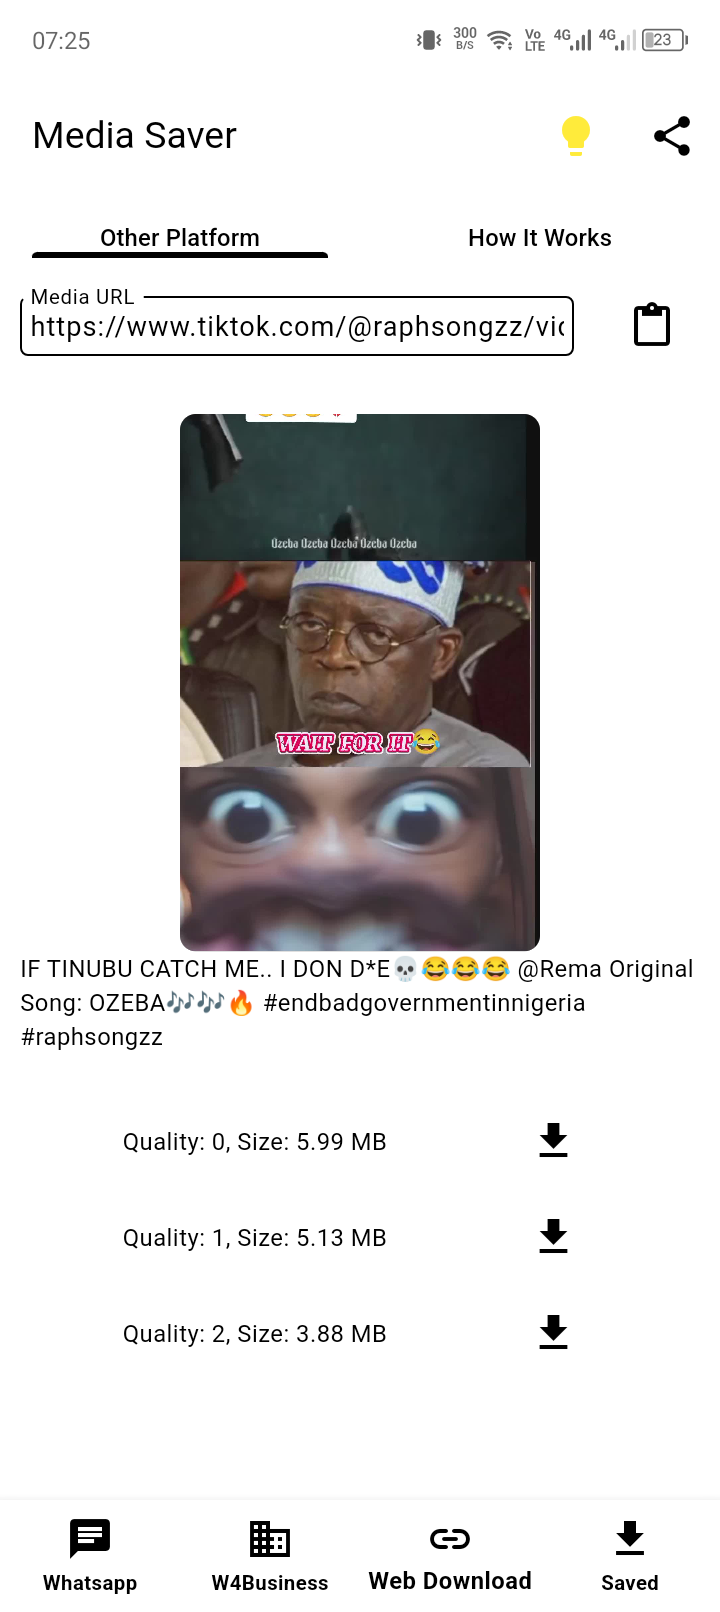 07:25
300
B/S
Vo
LTE
4G
4G
23
Media Saver
Other Platform
How It Works
Media URL
https://www.tiktok.com/@raphsongzz/vid
Ozeba Ozeba Ozeba Ozeba Ozeba
WAIT FOR IT😂
IF TINUBU CATCH ME.. I DON D*E💀😂😂😂 @Rema Original
Song: OZEBA🎶🎶🔥 #endbadgovernmentinnigeria
#raphsongzz
Quality: 0, Size: 5.99 MB
Quality: 1, Size: 5.13 MB
Quality: 2, Size: 3.88 MB
Whatsapp
W4Business
Web Download
Saved